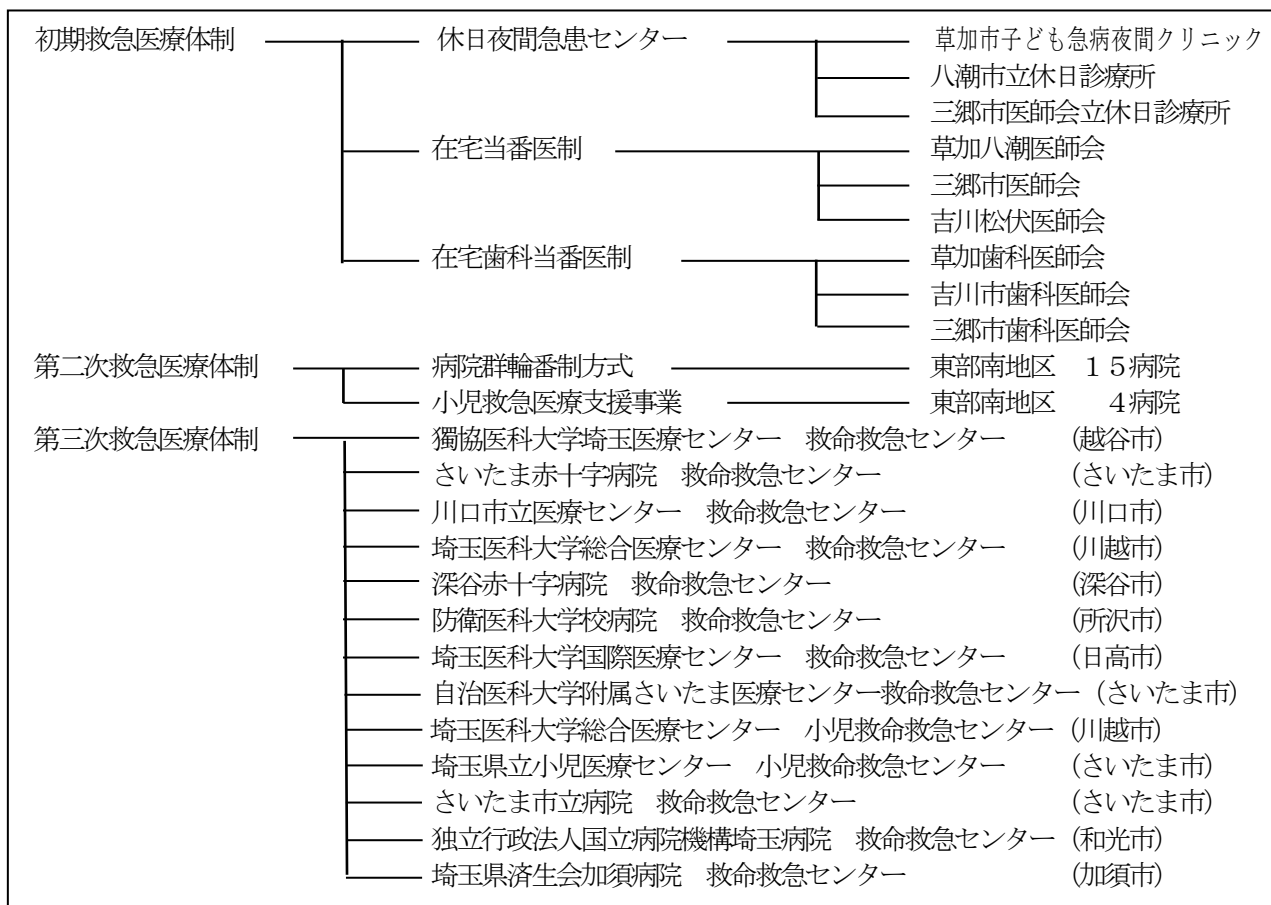 初期救急医療体制　休日夜間急患センター　草加市子ども急病夜間クリニック
八潮市立休日診療所
三郷市医師会立休日診療所
在宅当番医制　草加八潮医師会
三郷市医師会
吉川松伏医師会
在宅歯科当番医制　草加歯科医師会
吉川市歯科医師会
三郷市歯科医師会
第二次救急医療体制　病院群輪番制方式　東部南地区　１５病院
小児救急医療支援事業　東部南地区　４病院
第三次救急医療体制　獨協医科大学埼玉医療センター　救命救急センター　（越谷市）
さいたま赤十字病院　救命救急センター　（さいたま市）
川口市立医療センター　救命救急センター　（川口市）
埼玉医科大学総合医療センター　救命救急センター　（川越市）
深谷赤十字病院　救命救急センター　（深谷市）
防衛医科大学校病院　救命救急センター　（所沢市）
埼玉医科大学国際医療センター　救命救急センター　（日高市）
自治医科大学附属さいたま医療センター救命救急センター　（さいたま市）
埼玉医科大学総合医療センター　小児救命救急センター　（川越市）
埼玉県立小児医療センター　小児救命救急センター　（さいたま市）
さいたま市立病院　救命救急センター　（さいたま市）
独立行政法人国立病院機構埼玉病院　救命救急センター　（和光市）
埼玉県済生会加須病院　救命救急センター　（加須市）